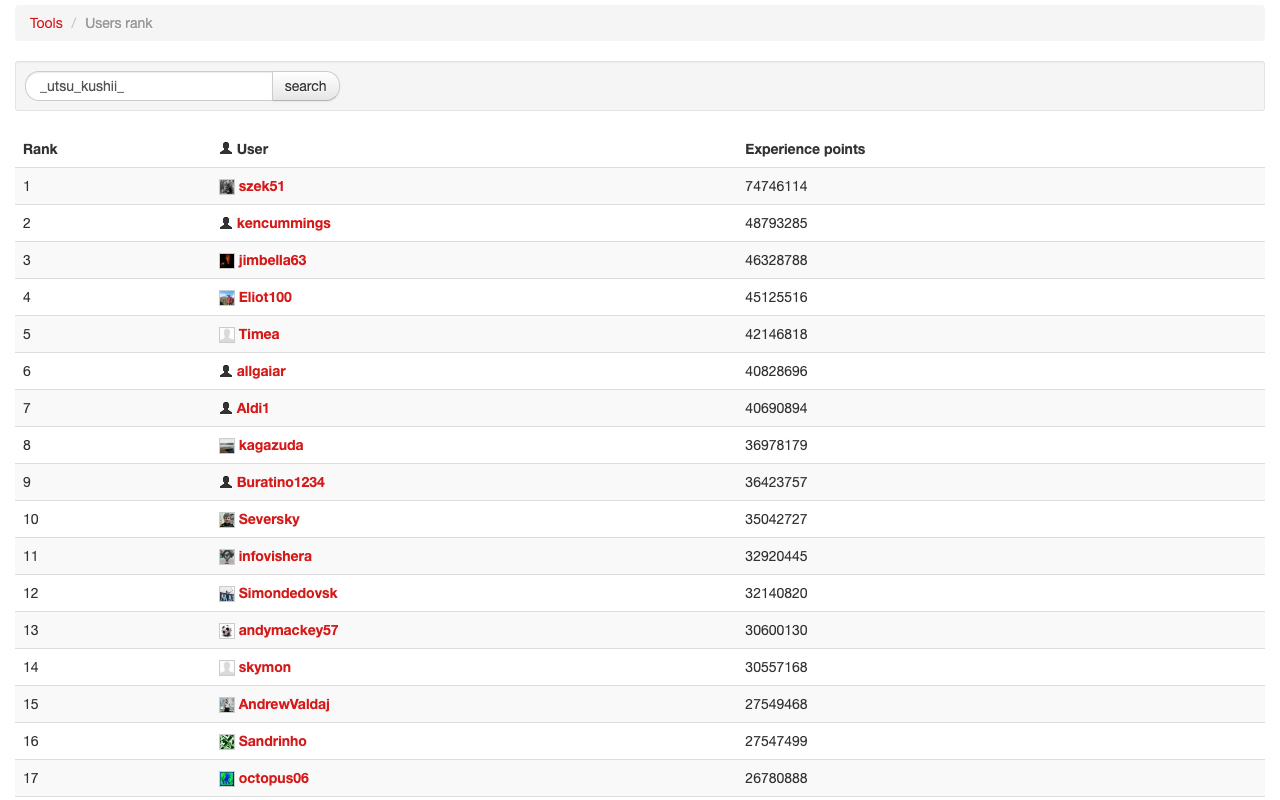 Tools / Users rank
_utsu_kushii_ search
Rank User Experience points
1 szek51 74746114
2 kencummings 48793285
3 jimbella63 46328788
4 Eliot100 45125516
5 Timea 42146818
6 allgaiar 40828696
7 Aldi1 40690894
8 kagazuda 36978179
9 Buratino1234 36423757
10 Seversky 35042727
11 infovishera 32920445
12 Simondedovsk 32140820
13 andymackey57 30600130
14 skymon 30557168
15 AndrewValdaj 27549468
16 Sandrinho 27547499
17 octopus06 26780888